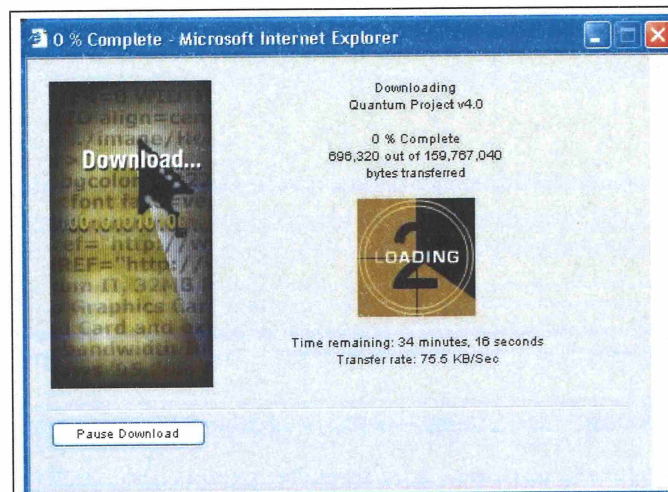 0 % Complete - Microsoft Internet Explorer
Downloading
Quantum Project v4.0
0 % Complete
696,320 out of 159,767,040
bytes transferred
Download...
LOADING
2
Time remaining: 34 minutes, 16 seconds
Transfer rate: 75.5 KB/Sec
Pause Download